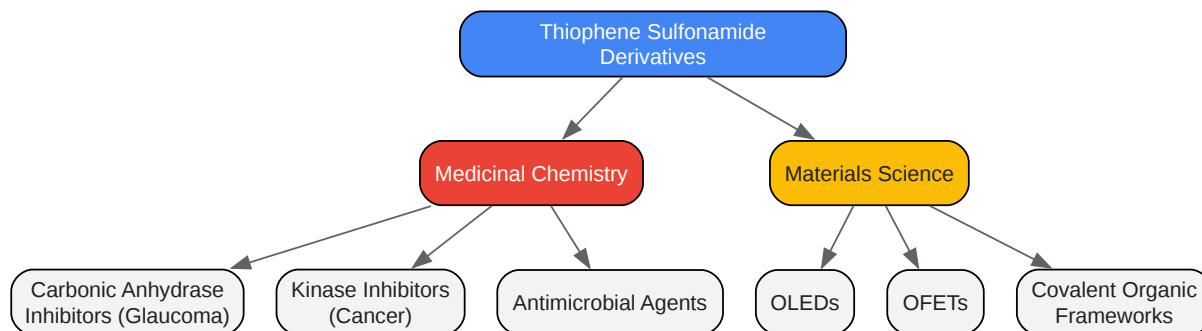 Thiophene Sulfonamide
Derivatives
Medicinal Chemistry
Materials Science
Carbonic Anhydrase
Inhibitors (Glaucoma)
Kinase Inhibitors
(Cancer)
Antimicrobial Agents
OLEDs
OFETs
Covalent Organic
Frameworks